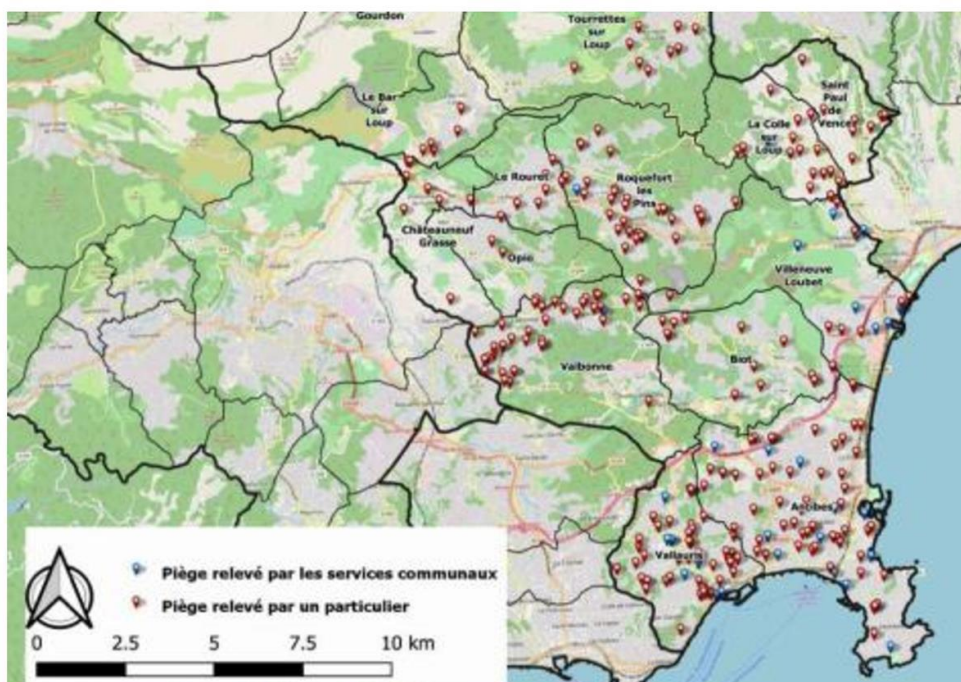 Gourdon
Tourrettes
sur
Loup
Le Bar
sur
Loup
Saint
Paul
de
Vence
La Colle
sur
Loup
Le Rouret
Roquefort
les
Pins
Châteauneuf
Grasse
Opio
Villeneuve
Loubet
Valbonne
Biot
Antibes
Vallauris
Piège relevé par les services communaux
Piège relevé par un particulier
0 2.5 5 7.5 10 km